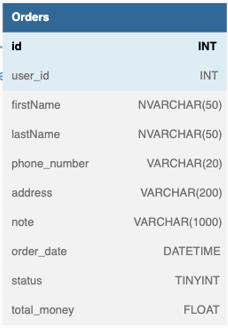 Orders
id INT
user_id INT
firstName NVARCHAR(50)
lastName NVARCHAR(50)
phone_number VARCHAR(20)
address VARCHAR(200)
note VARCHAR(1000)
order_date DATETIME
status TINYINT
total_money FLOAT